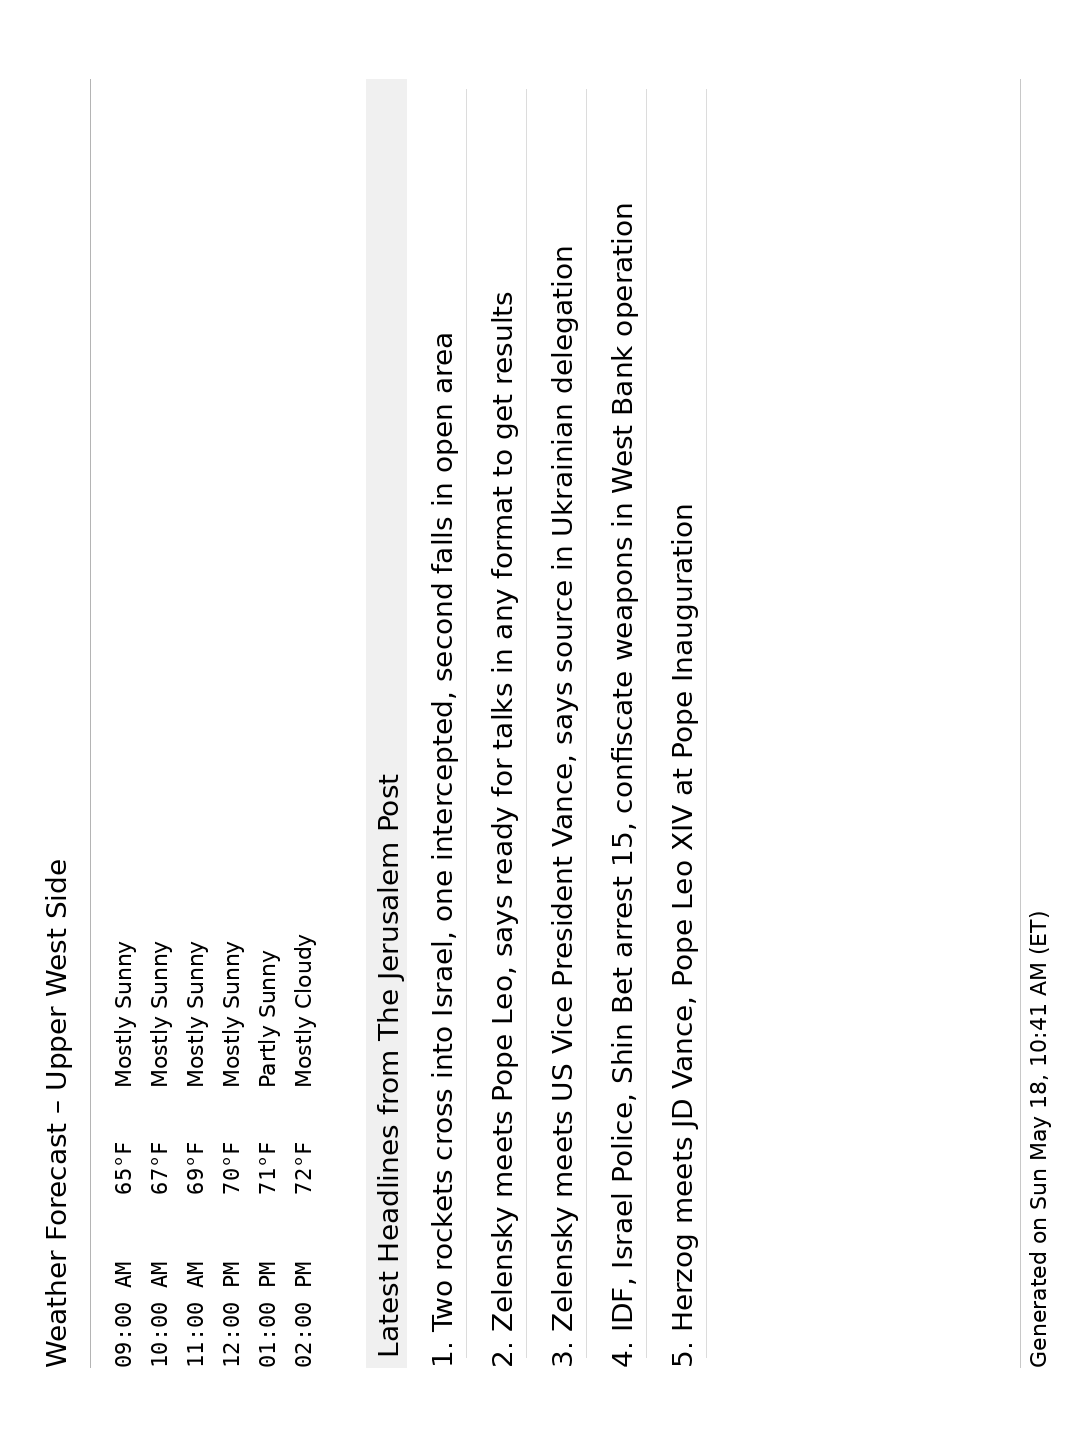 Weather Forecast – Upper West Side
09:00 AM 65°F Mostly Sunny
10:00 AM 67°F Mostly Sunny
11:00 AM 69°F Mostly Sunny
12:00 PM 70°F Mostly Sunny
01:00 PM 71°F Partly Sunny
02:00 PM 72°F Mostly Cloudy
Latest Headlines from The Jerusalem Post
1. Two rockets cross into Israel, one intercepted, second falls in open area
2. Zelensky meets Pope Leo, says ready for talks in any format to get results
3. Zelensky meets US Vice President Vance, says source in Ukrainian delegation
4. IDF, Israel Police, Shin Bet arrest 15, confiscate weapons in West Bank operation
5. Herzog meets JD Vance, Pope Leo XIV at Pope Inauguration
Generated on Sun May 18, 10:41 AM (ET)